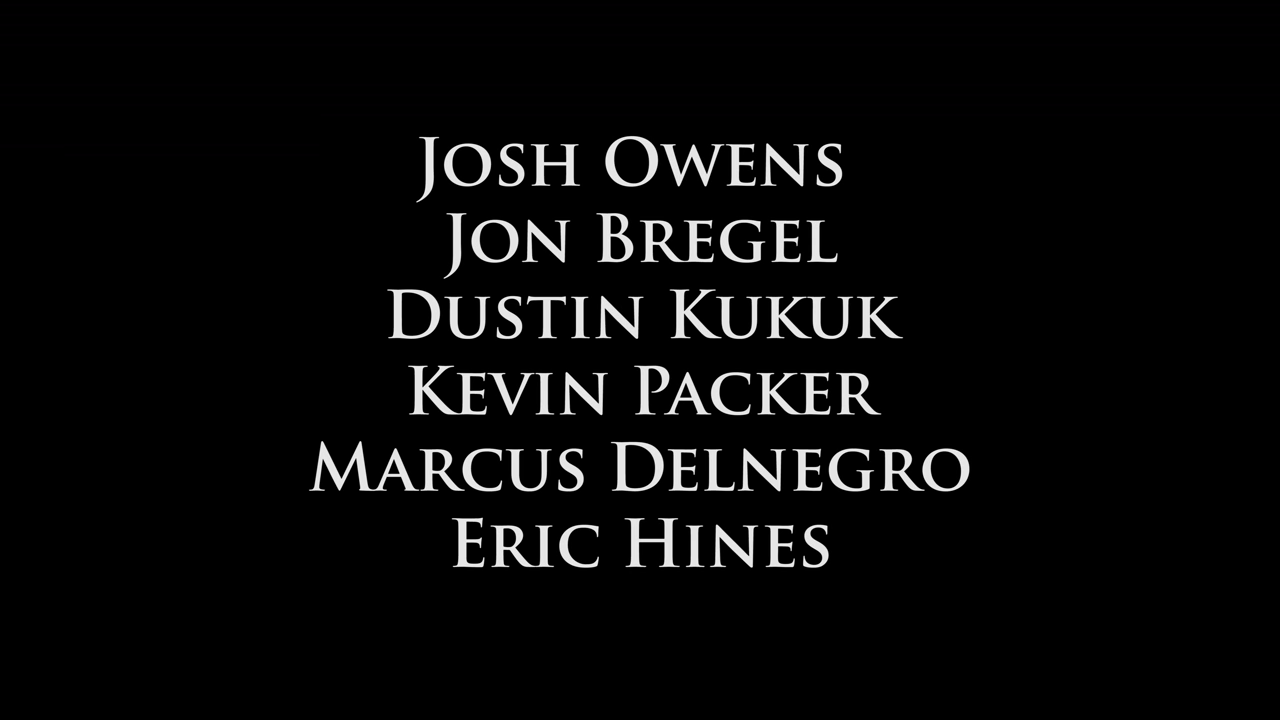 Josh Owens
Jon Bregel
Dustin Kukuk
Kevin Packer
Marcus Delnegro
Eric Hines